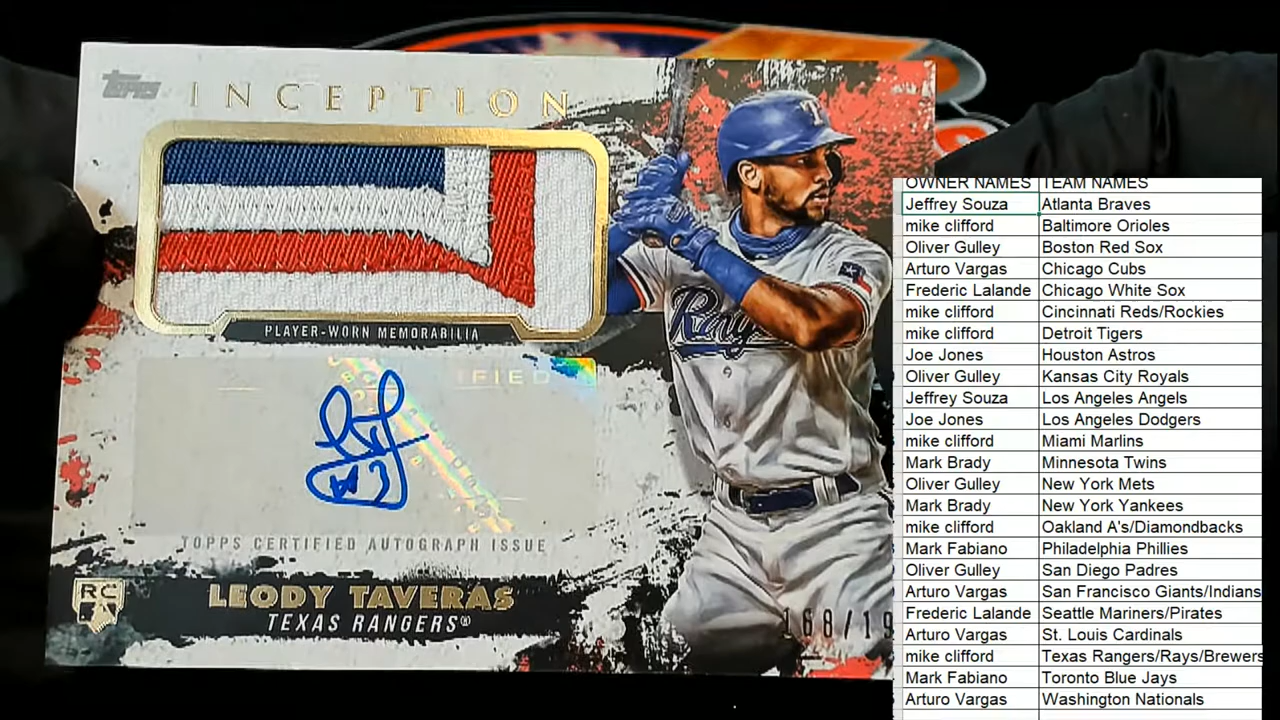 topps
INCEPTION
PLAYER-WORN MEMORABILIA
TOPPS CERTIFIED AUTOGRAPH ISSUE
RC
LEODY TAVERAS
TEXAS RANGERS®
168/19
OWNER NAMES TEAM NAMES
Jeffrey Souza Atlanta Braves
mike clifford Baltimore Orioles
Oliver Gulley Boston Red Sox
Arturo Vargas Chicago Cubs
Frederic Lalande Chicago White Sox
mike clifford Cincinnati Reds/Rockies
mike clifford Detroit Tigers
Joe Jones Houston Astros
Oliver Gulley Kansas City Royals
Jeffrey Souza Los Angeles Angels
Joe Jones Los Angeles Dodgers
mike clifford Miami Marlins
Mark Brady Minnesota Twins
Oliver Gulley New York Mets
Mark Brady New York Yankees
mike clifford Oakland A's/Diamondbacks
Mark Fabiano Philadelphia Phillies
Oliver Gulley San Diego Padres
Arturo Vargas San Francisco Giants/Indians
Frederic Lalande Seattle Mariners/Pirates
Arturo Vargas St. Louis Cardinals
mike clifford Texas Rangers/Rays/Brewers
Mark Fabiano Toronto Blue Jays
Arturo Vargas Washington Nationals